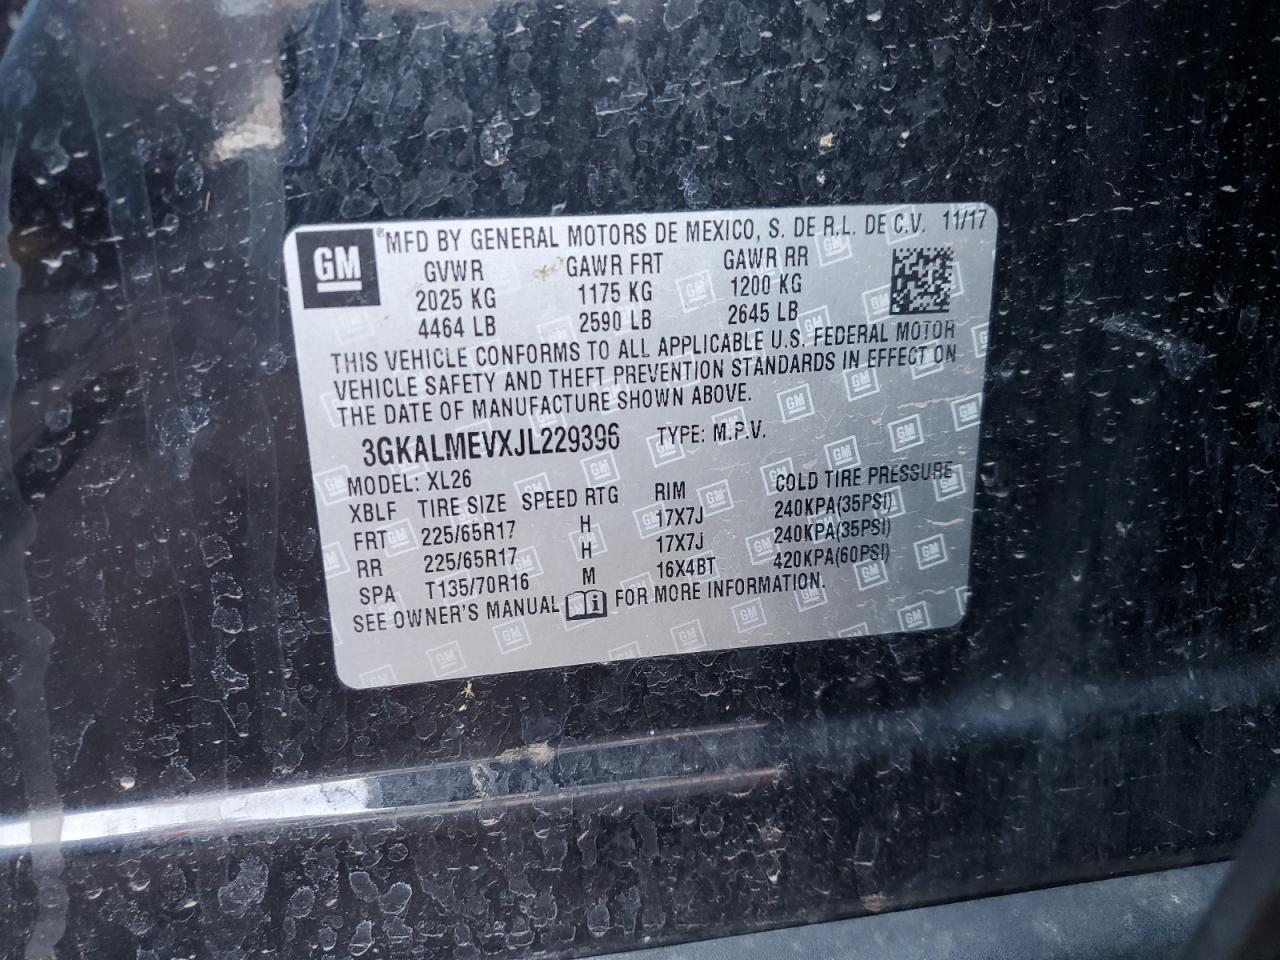 GM ®MFD BY GENERAL MOTORS DE MEXICO, S. DE R.L. DE C.V. 11/17
GVWR GAWR FRT GAWR RR
2025 KG 1175 KG 1200 KG
4464 LB 2590 LB 2645 LB
THIS VEHICLE CONFORMS TO ALL APPLICABLE U.S. FEDERAL MOTOR
VEHICLE SAFETY AND THEFT PREVENTION STANDARDS IN EFFECT ON
THE DATE OF MANUFACTURE SHOWN ABOVE.
3GKALMEVXJL229396 TYPE: M.P.V.
MODEL: XL26
XBLF TIRE SIZE SPEED RTG RIM COLD TIRE PRESSURE
FRT 225/65R17 H 17X7J 240KPA(35PSI)
RR 225/65R17 H 17X7J 240KPA(35PSI)
SPA T135/70R16 M 16X4BT 420KPA(60PSI)
SEE OWNER'S MANUAL FOR MORE INFORMATION.